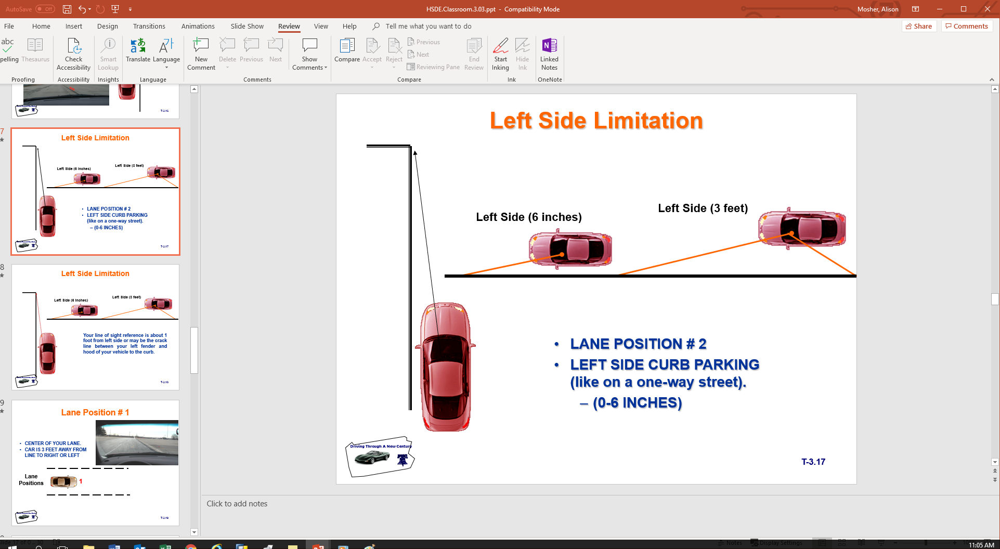 AutoSave Off
HSDE.Classroom.3.03.ppt - Compatibility Mode
Mosher, Alison
File Home Insert Design Transitions Animations Slide Show Review View Help Tell me what you want to do
Share Comments
abc
pelling Thesaurus
Check
Accessibility
Smart
Lookup
Translate Language
New
Comment
Delete Previous Next
Show
Comments
Compare Accept Reject
Previous
Next
Reviewing Pane
End
Review
Start
Inking
Hide
Ink
Linked
Notes
Proofing Accessibility Insights Language Comments Compare Ink OneNote
T-3.16
7
Left Side Limitation
Left Side (6 inches)
Left Side (3 feet)
• LANE POSITION # 2
• LEFT SIDE CURB PARKING
(like on a one-way street).
– (0-6 INCHES)
T-3.17
8
Left Side Limitation
Left Side (6 inches)
Left Side (3 feet)
Your line of sight reference is about 1
foot from left side or may be the crack
line between your left fender and
hood of your vehicle to the curb.
T-3.18
9
Lane Position # 1
• CENTER OF YOUR LANE.
• CAR IS 3 FEET AWAY FROM
LINE TO RIGHT OR LEFT
Lane
Positions
1
T-3.19
Left Side Limitation
Left Side (6 inches)
Left Side (3 feet)
• LANE POSITION # 2
• LEFT SIDE CURB PARKING
(like on a one-way street).
– (0-6 INCHES)
Driving Through A New Century
T-3.17
Click to add notes
Slide 17 of 0 .. 30
Notes Display Settings
11:05 AM